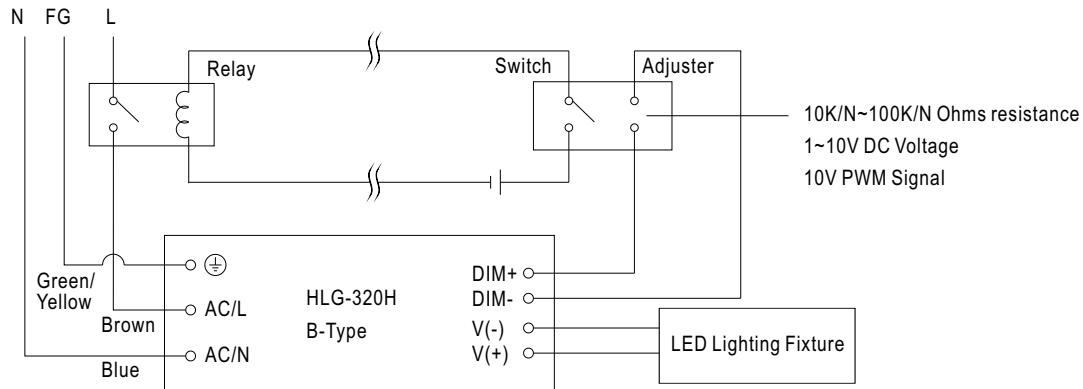 N FG L
Relay
Switch
Adjuster
10K/N~100K/N Ohms resistance
1~10V DC Voltage
10V PWM Signal
Green/
Yellow
Brown
Blue
AC/L
AC/N
HLG-320H
B-Type
DIM+
DIM-
V(-)
V(+)
LED Lighting Fixture